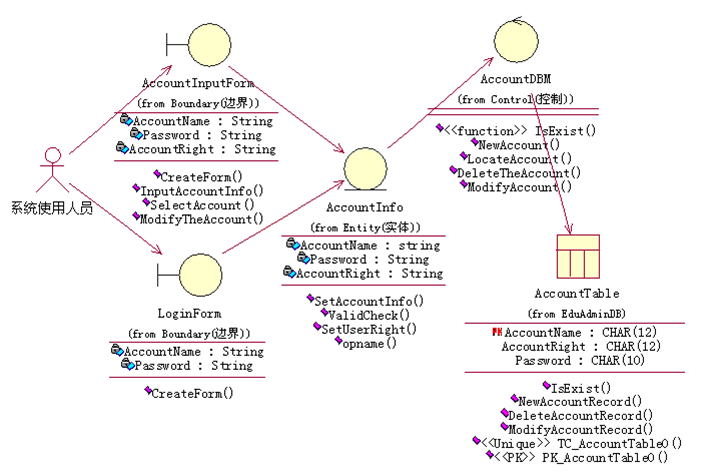 AccountInputForm
(from Boundary(边界))
AccountName : String
Password : String
AccountRight : String
CreateForm()
InputAccountInfo()
SelectAccount()
ModifyTheAccount()
系统使用人员
LoginForm
(from Boundary(边界))
AccountName : String
Password : String
CreateForm()
AccountInfo
(from Entity(实体))
AccountName : string
Password : String
AccountRight : String
SetAccountInfo()
ValidCheck()
SetUserRight()
opname()
AccountDBM
(from Control(控制))
<<function>> IsExist()
NewAccount()
LocateAccount()
DeleteTheAccount()
ModifyAccount()
AccountTable
(from EduAdminDB)
PK AccountName : CHAR(12)
AccountRight : CHAR(12)
Password : CHAR(10)
IsExist()
NewAccountRecord()
DeleteAccountRecord()
ModifyAccountRecord()
<<Unique>> TC_AccountTable0()
<<PK>> PK_AccountTable0()